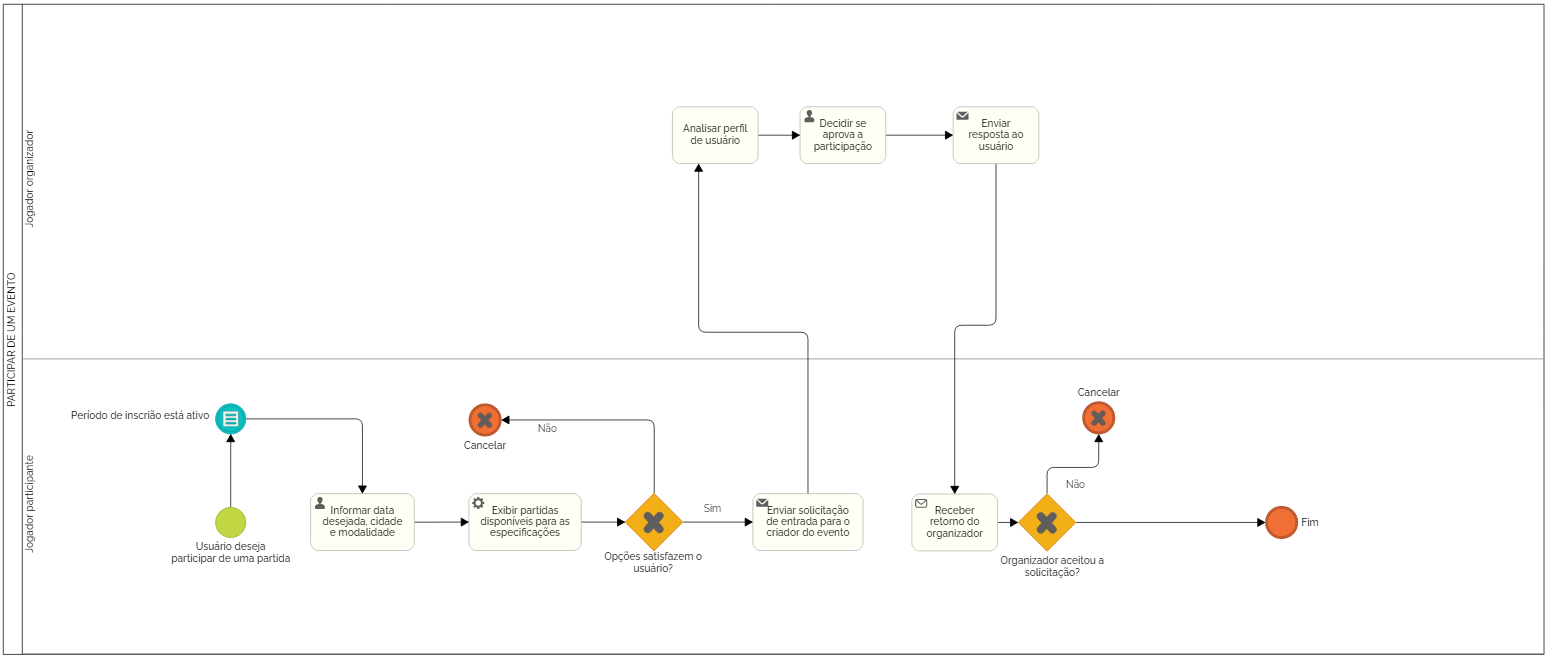 PARTICIPAR DE UM EVENTO
Jogador organizador
Analisar perfil
de usuário
Decidir se
aprova a
participação
Enviar
resposta ao
usuário
Jogador participante
Período de inscrião está ativo
Usuário deseja
participar de uma partida
Informar data
desejada, cidade
e modalidade
Exibir partidas
disponíveis para as
especificações
Cancelar
Não
Opções satisfazem o
usuário?
Sim
Enviar solicitação
de entrada para o
criador do evento
Receber
retorno do
organizador
Organizador aceitou a
solicitação?
Não
Cancelar
Fim